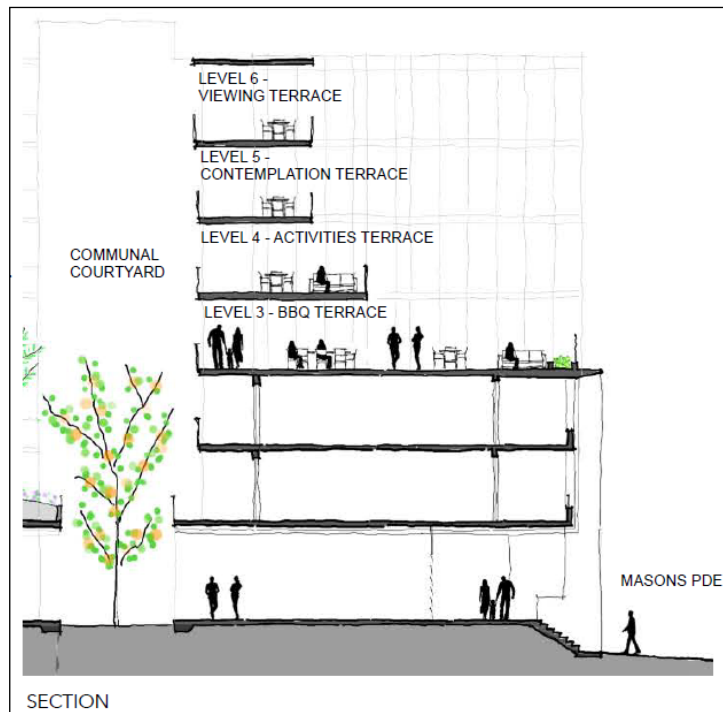 LEVEL 6 -
VIEWING TERRACE
LEVEL 5 -
CONTEMPLATION TERRACE
LEVEL 4 - ACTIVITIES TERRACE
COMMUNAL
COURTYARD
LEVEL 3 - BBQ TERRACE
MASONS PDE
SECTION